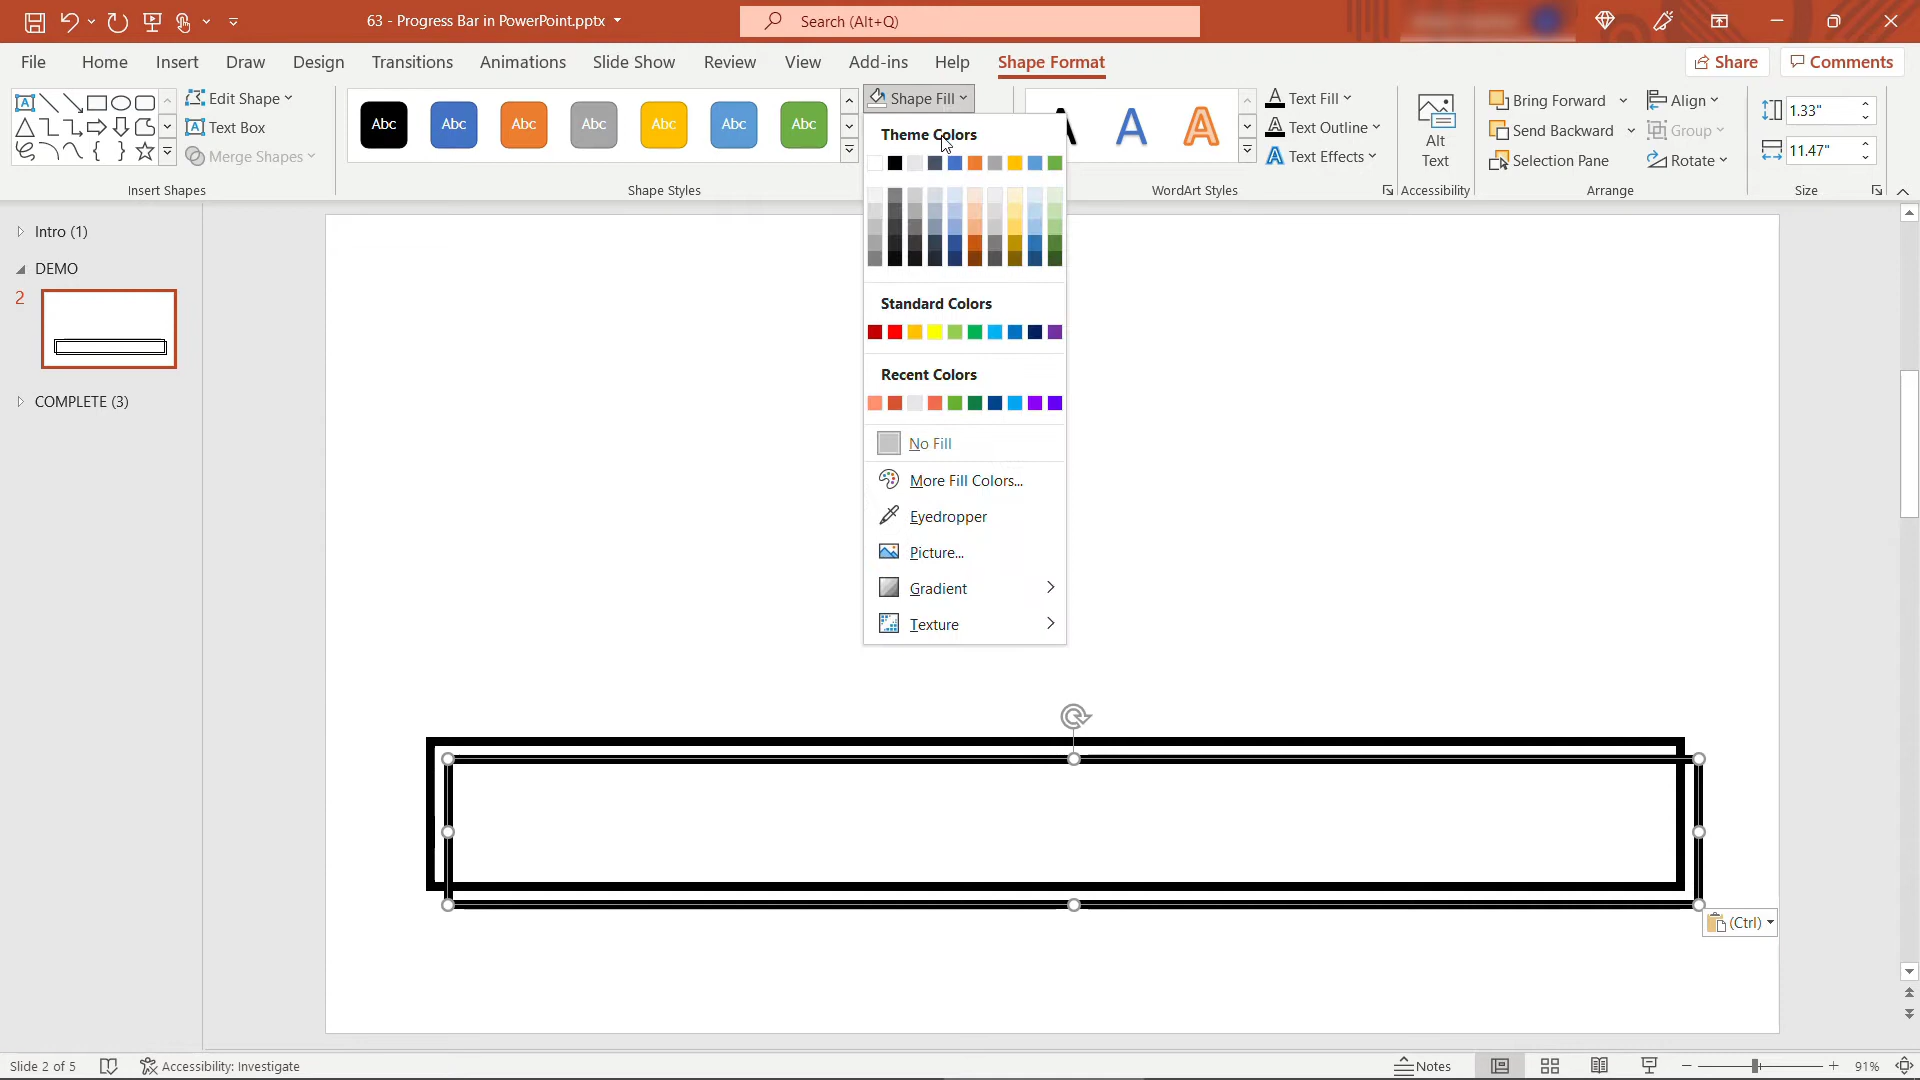 63 - Progress Bar in PowerPoint.pptx
Search (Alt+Q)
File Home Insert Draw Design Transitions Animations Slide Show Review View Add-ins Help Shape Format
Share Comments
Edit Shape
Text Box
Merge Shapes
Insert Shapes
Abc Abc Abc Abc Abc Abc Abc
Shape Styles
Shape Fill
Theme Colors
Standard Colors
Recent Colors
No Fill
More Fill Colors...
Eyedropper
Picture...
Gradient
Texture
A A A
WordArt Styles
Text Fill
Text Outline
Text Effects
Alt
Text
Accessibility
Bring Forward
Send Backward
Selection Pane
Align
Group
Rotate
Arrange
1.33"
11.47"
Size
Intro (1)
DEMO
2
COMPLETE (3)
(Ctrl)
Slide 2 of 5
Accessibility: Investigate
Notes
91%